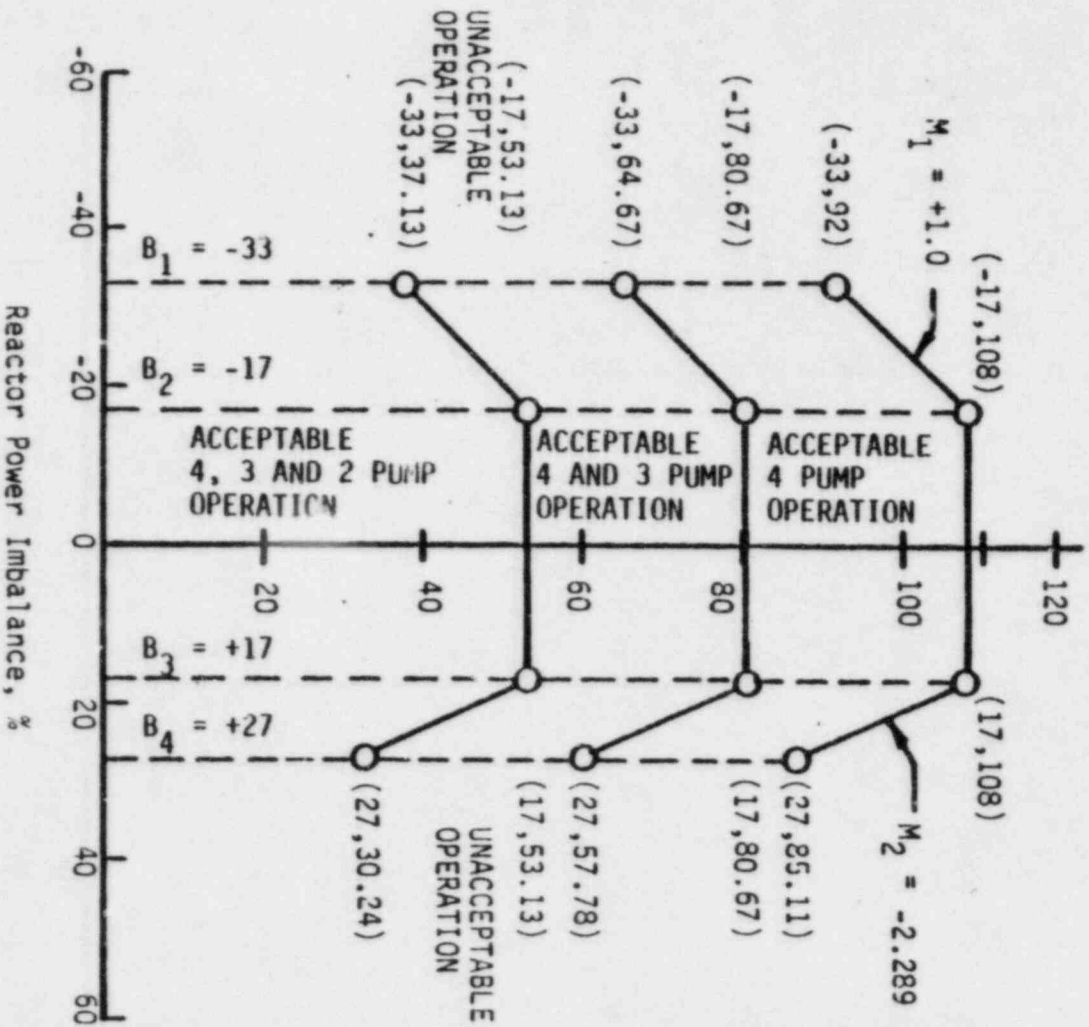 M₁ = +1.0
M₂ = -2.289
(-17,108)
(17,108)
(-33,92)
(27,85.11)
(-17,80.67)
(17,80.67)
(-33,64.67)
(27,57.78)
(-17,53.13)
(17,53.13)
(-33,37.13)
(27,30.24)
UNACCEPTABLE
OPERATION
UNACCEPTABLE
OPERATION
ACCEPTABLE
4 PUMP
OPERATION
ACCEPTABLE
4 AND 3 PUMP
OPERATION
ACCEPTABLE
4, 3 AND 2 PUMP
OPERATION
120
100
80
60
40
20
B₁ = -33
B₂ = -17
B₃ = +17
B₄ = +27
-60
-40
-20
0
20
40
60
Reactor Power Imbalance, %